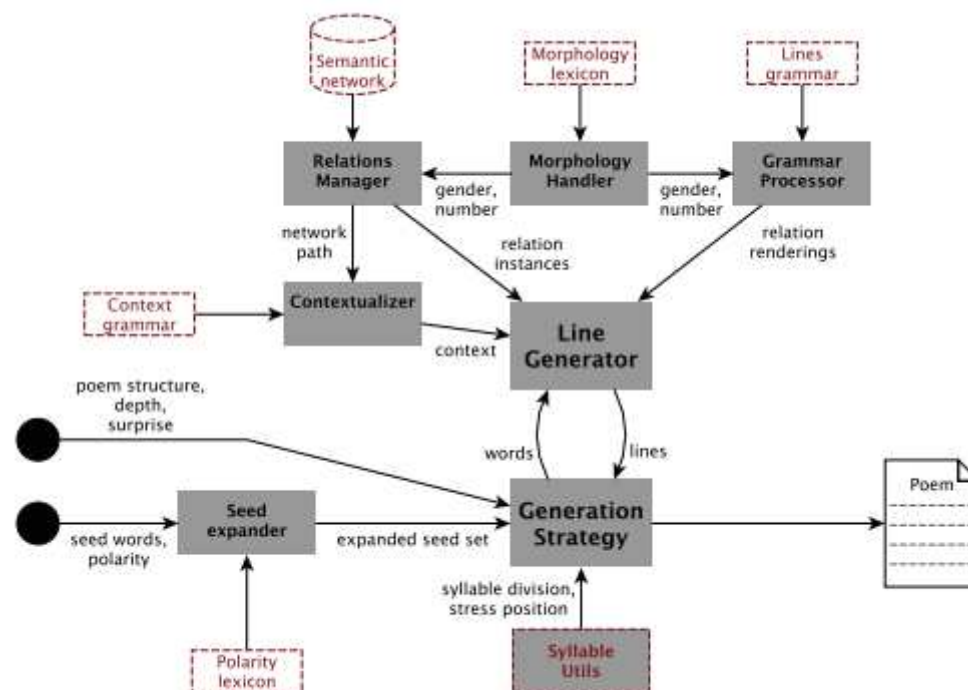 Semantic
network
Morphology
lexicon
Lines
grammar
Relations
Manager
Morphology
Handler
Grammar
Processor
gender,
number
gender,
number
network
path
relation
instances
relation
renderings
Context
grammar
Contextualizer
context
Line
Generator
poem structure,
depth,
surprise
words
lines
seed words,
polarity
Seed
expander
expanded seed set
Generation
Strategy
Poem
syllable division,
stress position
Polarity
lexicon
Syllable
Utils